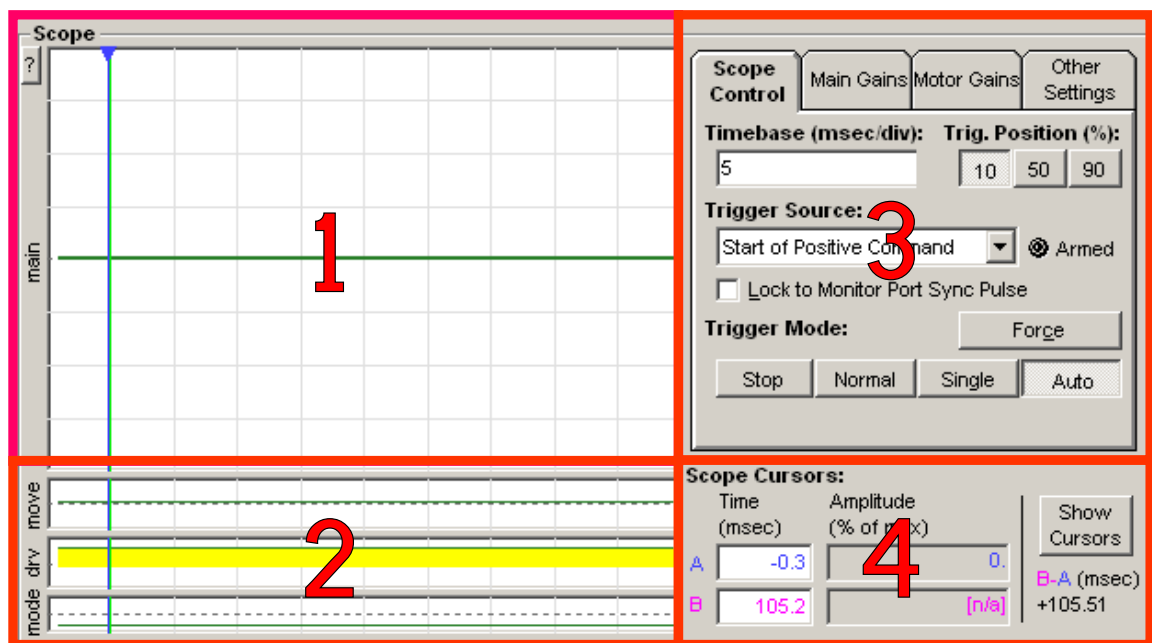 Scope
?
main
1
Scope Control
Main Gains
Motor Gains
Other Settings
Timebase (msec/div):
Trig. Position (%):
5
10 50 90
Trigger Source:
3
Start of Positive Command
Armed
Lock to Monitor Port Sync Pulse
Trigger Mode:
Force
Stop Normal Single Auto
move
drv
mode
2
Scope Cursors:
Time (msec)
Amplitude (% of max)
4
Show Cursors
A -0.3 0.
B 105.2 [n/a]
B-A (msec)
+105.51